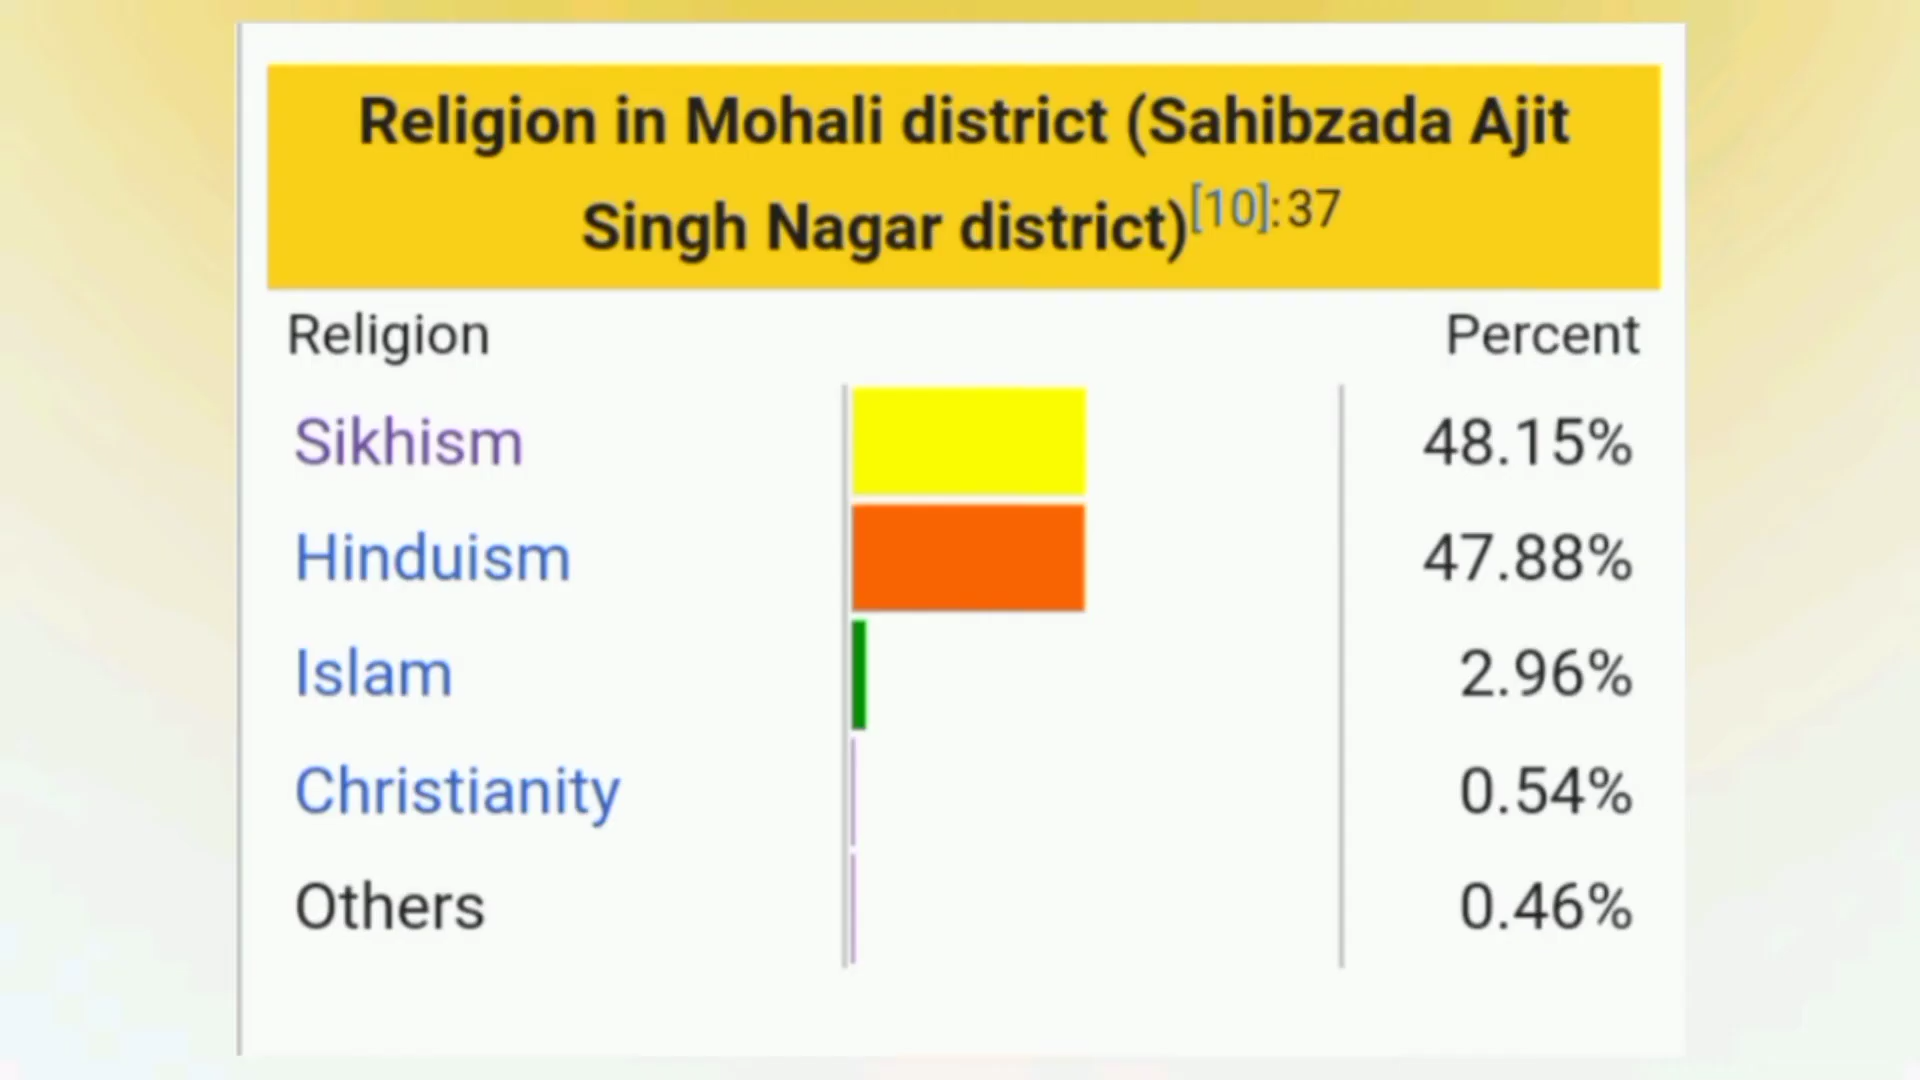 Religion in Mohali district (Sahibzada Ajit
Singh Nagar district)[10]:37
Religion Percent
Sikhism 48.15%
Hinduism 47.88%
Islam 2.96%
Christianity 0.54%
Others 0.46%